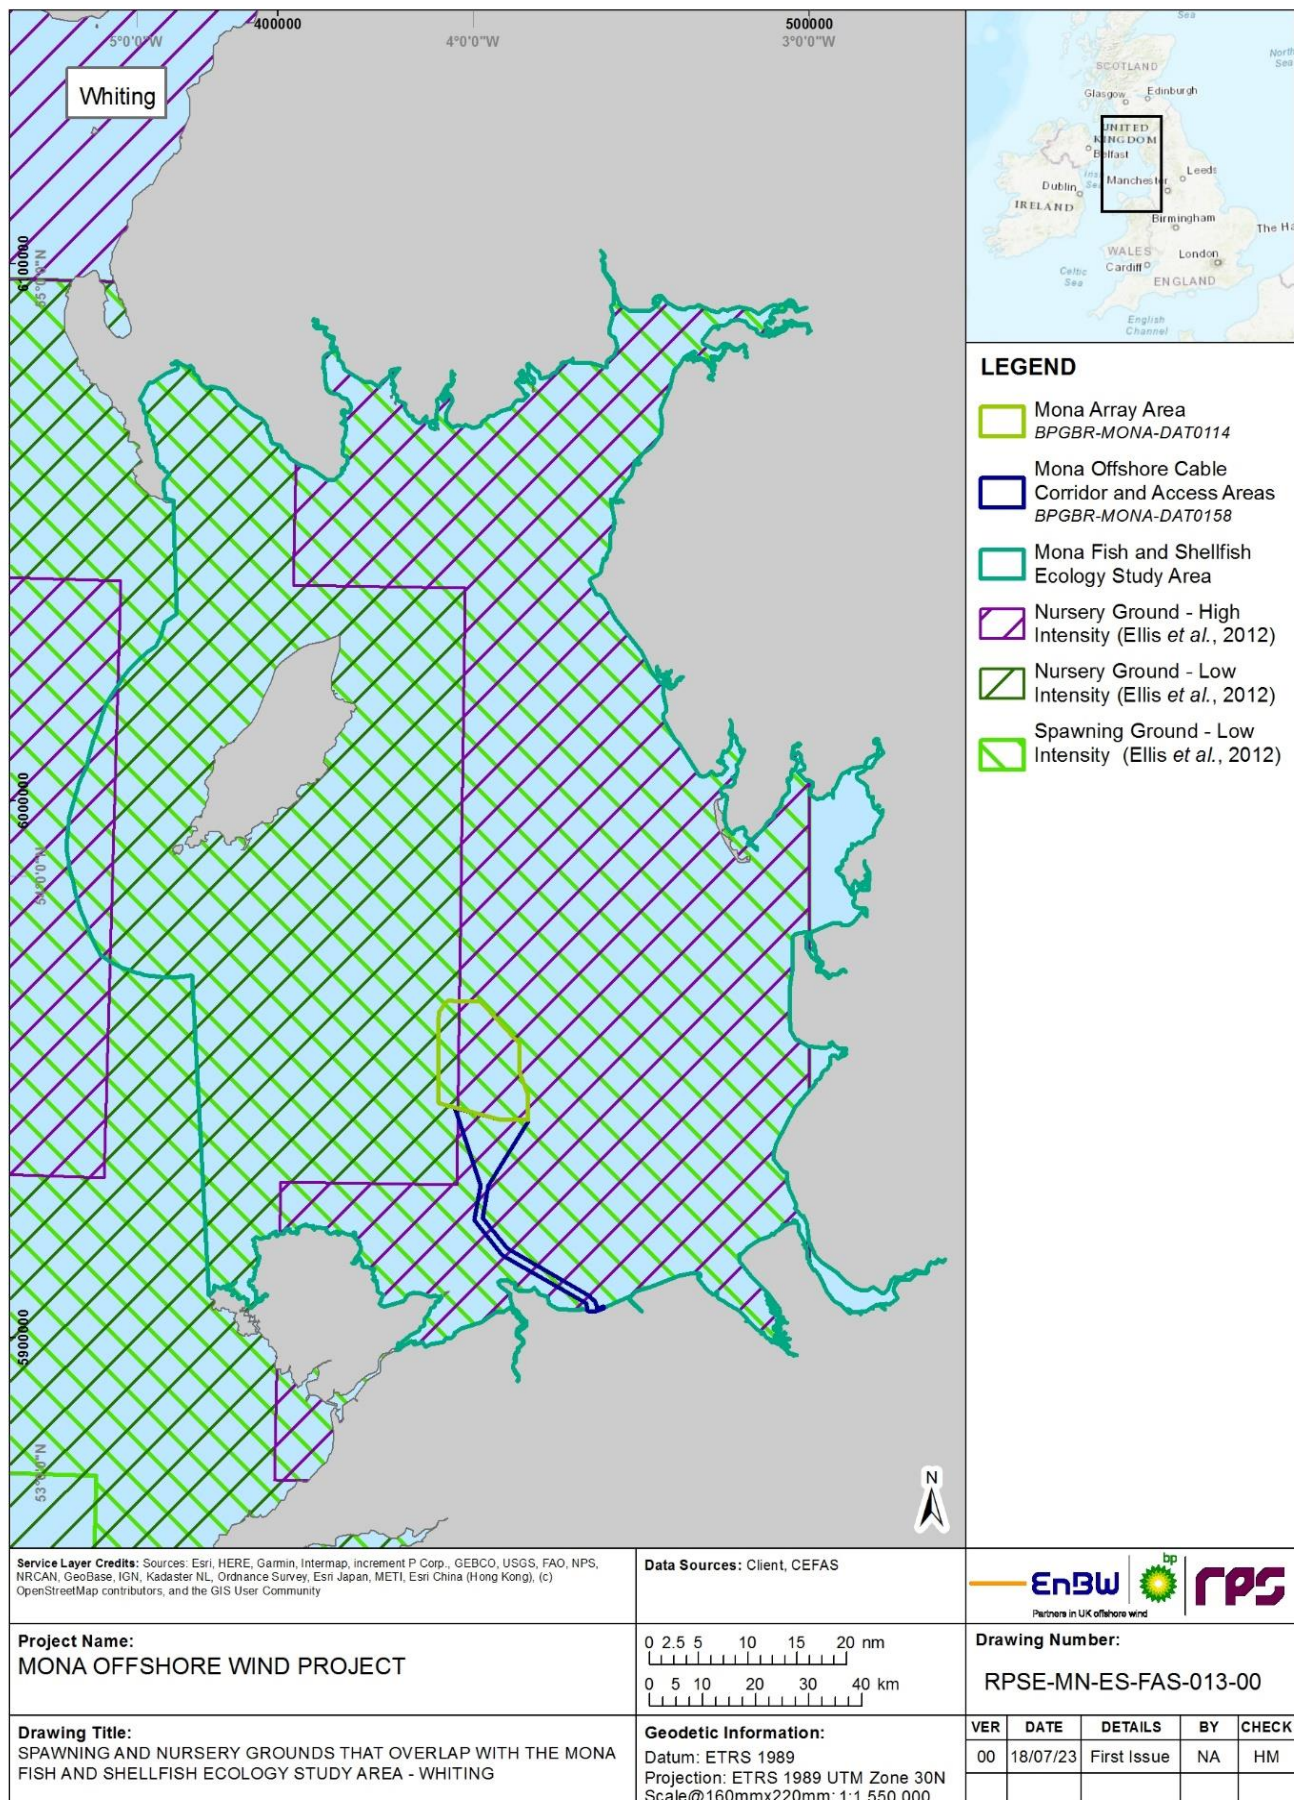 400000
500000
5°0'0"W
4°0'0"W
3°0'0"W
Whiting
6100000
55°0'0"N
6000000
54°0'0"N
5900000
53°0'0"N
N
Sea
North
Sea
SCOTLAND
Glasgow
Edinburgh
UNITED
KINGDOM
Belfast
Leeds
Dublin
Manchester
IRELAND
Birmingham
The Ha
WALES
London
Cardiff
Celtic
Sea
ENGLAND
English
Channel
LEGEND
Mona Array Area
BPGBR-MONA-DAT0114
Mona Offshore Cable
Corridor and Access Areas
BPGBR-MONA-DAT0158
Mona Fish and Shellfish
Ecology Study Area
Nursery Ground - High
Intensity (Ellis et al., 2012)
Nursery Ground - Low
Intensity (Ellis et al., 2012)
Spawning Ground - Low
Intensity (Ellis et al., 2012)
Service Layer Credits: Sources: Esri, HERE, Garmin, Intermap, increment P Corp., GEBCO, USGS, FAO, NPS,
NRCAN, GeoBase, IGN, Kadaster NL, Ordnance Survey, Esri Japan, METI, Esri China (Hong Kong), (c)
OpenStreetMap contributors, and the GIS User Community
Data Sources: Client, CEFAS
EnBW
bp
rps
Partners in UK offshore wind
Project Name:
MONA OFFSHORE WIND PROJECT
0 2.5 5 10 15 20 nm
0 5 10 20 30 40 km
Drawing Number:
RPSE-MN-ES-FAS-013-00
Drawing Title:
SPAWNING AND NURSERY GROUNDS THAT OVERLAP WITH THE MONA
FISH AND SHELLFISH ECOLOGY STUDY AREA - WHITING
Geodetic Information:
Datum: ETRS 1989
Projection: ETRS 1989 UTM Zone 30N
Scale@160mmx220mm: 1:1,550,000
VER DATE DETAILS BY CHECK
00 18/07/23 First Issue NA HM